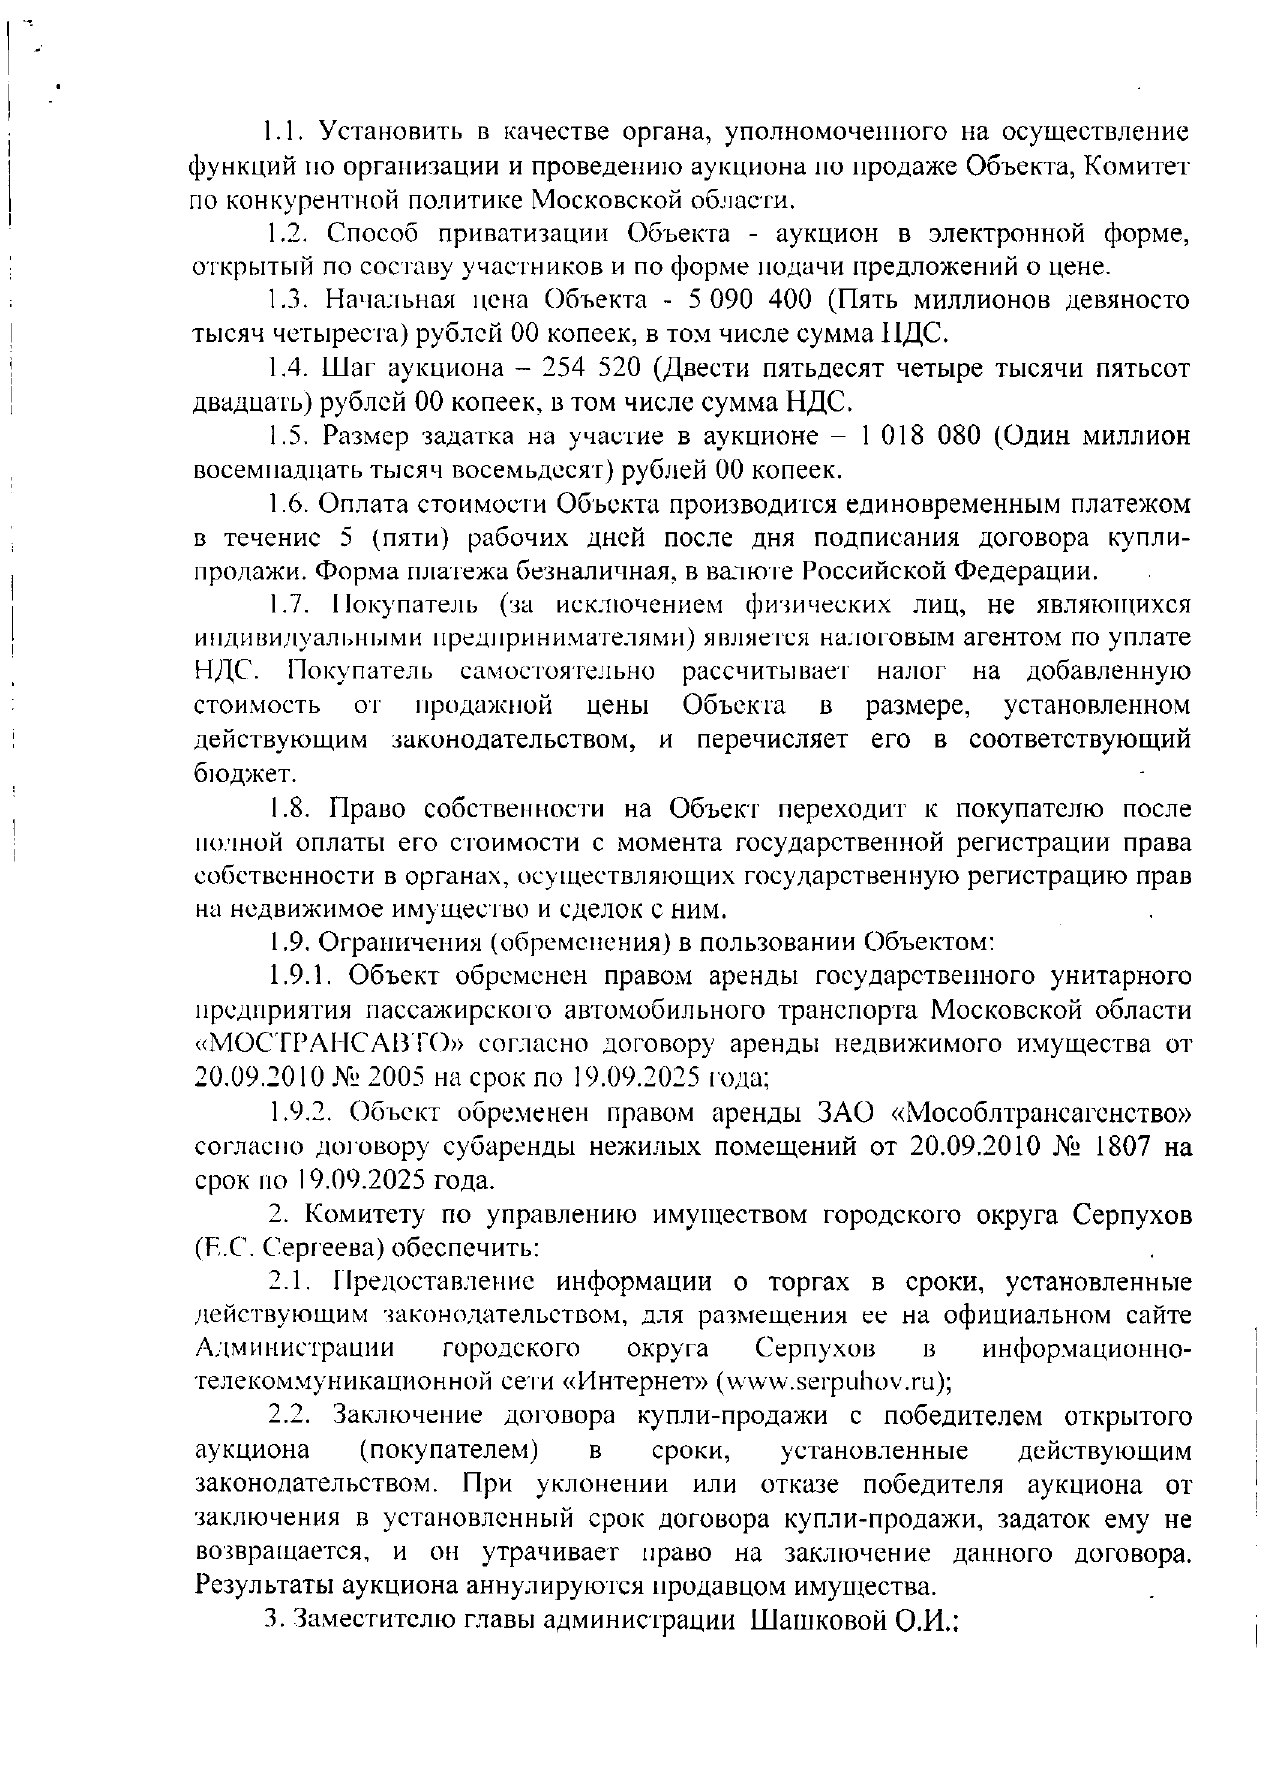 1.1. Установить в качестве органа, уполномоченного на осуществление
функций по организации и проведению аукциона по продаже Объекта, Комитет
по конкурентной политике Московской области.
1.2. Способ приватизации Объекта - аукцион в электронной форме,
открытый по составу участников и по форме подачи предложений о цене.
1.3. Начальная цена Объекта - 5 090 400 (Пять миллионов девяносто
тысяч четыреста) рублей 00 копеек, в том числе сумма НДС.
1.4. Шаг аукциона – 254 520 (Двести пятьдесят четыре тысячи пятьсот
двадцать) рублей 00 копеек, в том числе сумма НДС.
1.5. Размер задатка на участие в аукционе – 1 018 080 (Один миллион
восемнадцать тысяч восемьдесят) рублей 00 копеек.
1.6. Оплата стоимости Объекта производится единовременным платежом
в течение 5 (пяти) рабочих дней после дня подписания договора купли-
продажи. Форма платежа безналичная, в валюте Российской Федерации.
1.7. Покупатель (за исключением физических лиц, не являющихся
индивидуальными предпринимателями) является налоговым агентом по уплате
НДС. Покупатель самостоятельно рассчитывает налог на добавленную
стоимость от продажной цены Объекта в размере, установленном
действующим законодательством, и перечисляет его в соответствующий
бюджет.
1.8. Право собственности на Объект переходит к покупателю после
полной оплаты его стоимости с момента государственной регистрации права
собственности в органах, осуществляющих государственную регистрацию прав
на недвижимое имущество и сделок с ним.
1.9. Ограничения (обременения) в пользовании Объектом:
1.9.1. Объект обременен правом аренды государственного унитарного
предприятия пассажирского автомобильного транспорта Московской области
«МОСТРАНСАВТО» согласно договору аренды недвижимого имущества от
20.09.2010 № 2005 на срок по 19.09.2025 года;
1.9.2. Объект обременен правом аренды ЗАО «Мособлтрансагенство»
согласно договору субаренды нежилых помещений от 20.09.2010 № 1807 на
срок по 19.09.2025 года.
2. Комитету по управлению имуществом городского округа Серпухов
(Е.С. Сергеева) обеспечить:
2.1. Предоставление информации о торгах в сроки, установленные
действующим законодательством, для размещения ее на официальном сайте
Администрации городского округа Серпухов в информационно-
телекоммуникационной сети «Интернет» (www.serpuhov.ru);
2.2. Заключение договора купли-продажи с победителем открытого
аукциона (покупателем) в сроки, установленные действующим
законодательством. При уклонении или отказе победителя аукциона от
заключения в установленный срок договора купли-продажи, задаток ему не
возвращается, и он утрачивает право на заключение данного договора.
Результаты аукциона аннулируются продавцом имущества.
3. Заместителю главы администрации Шашковой О.И.: